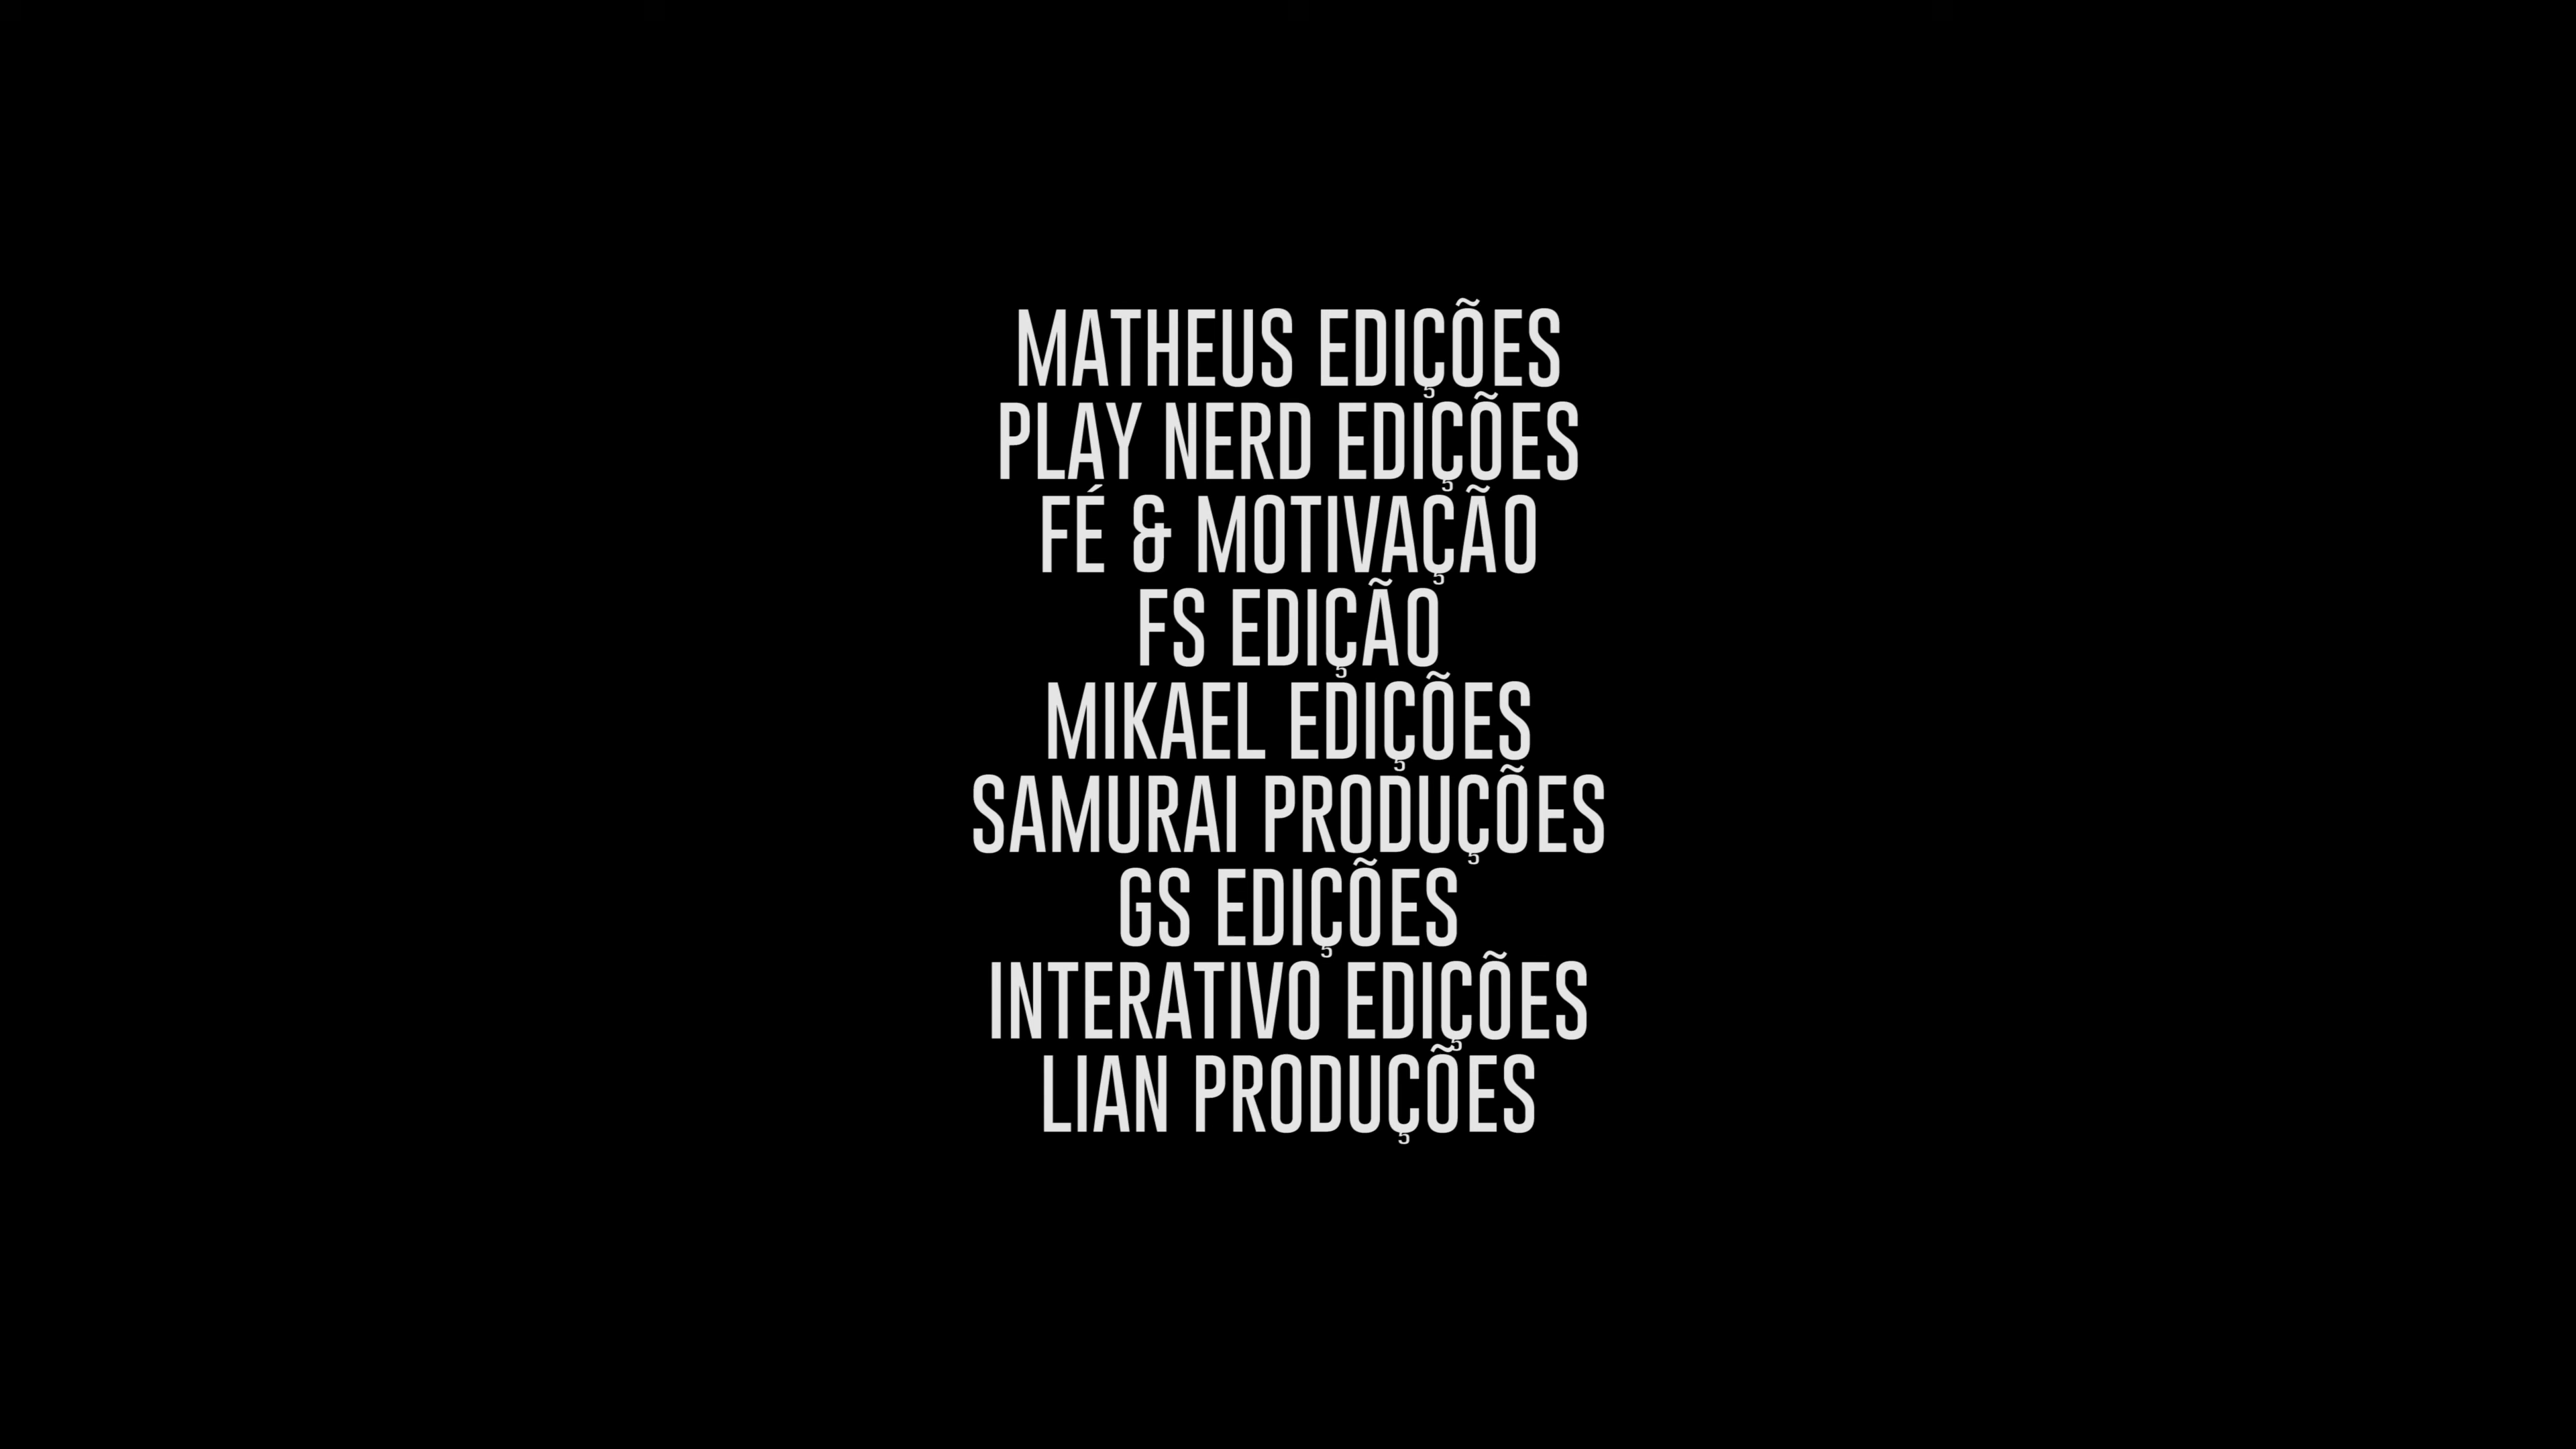 MATHEUS EDIÇÕES
PLAY NERD EDIÇÕES
FÉ & MOTIVAÇÃO
FS EDIÇÃO
MIKAEL EDIÇÕES
SAMURAI PRODUÇÕES
GS EDIÇÕES
INTERATIVO EDIÇÕES
LIAN PRODUÇÕES